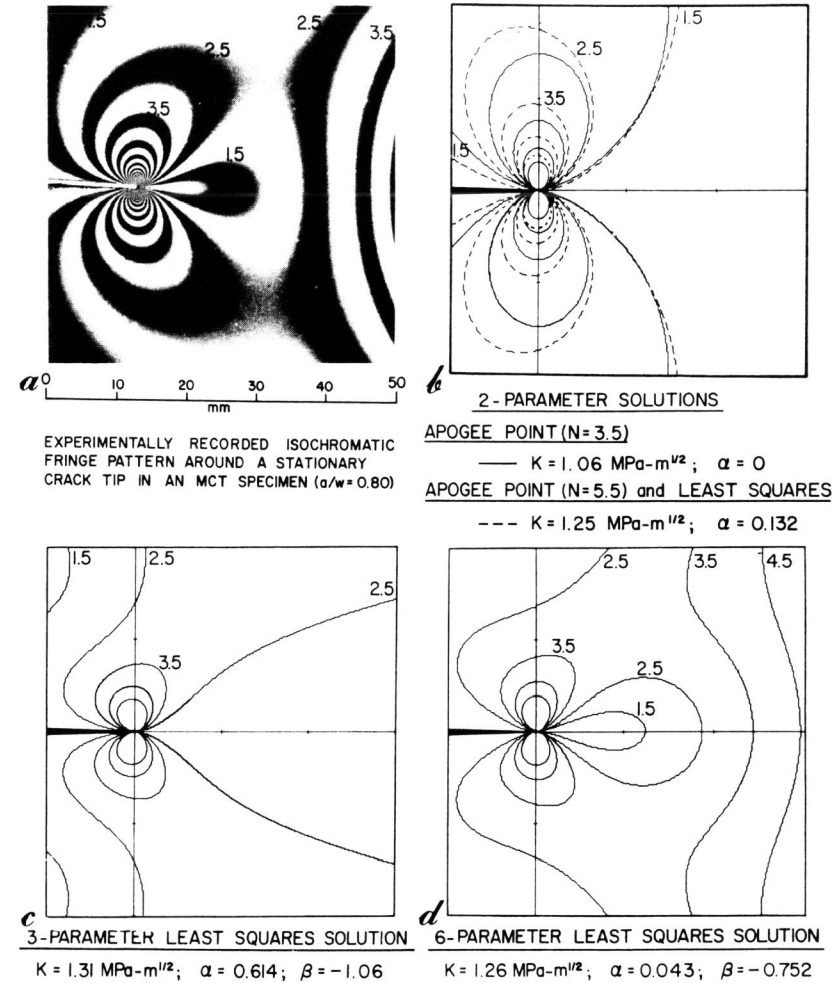 .5
2.5
3.5
3.5
1.5
a
0 10 20 30 40 50
mm
EXPERIMENTALLY RECORDED ISOCHROMATIC
FRINGE PATTERN AROUND A STATIONARY
CRACK TIP IN AN MCT SPECIMEN (a/w=0.80)
1.5
2.5
3.5
1.5
b
2-PARAMETER SOLUTIONS
APOGEE POINT (N=3.5)
— K=1.06 MPa-m^1/2; α=0
APOGEE POINT (N=5.5) and LEAST SQUARES
--- K=1.25 MPa-m^1/2; α=0.132
1.5
2.5
2.5
3.5
c
3-PARAMETER LEAST SQUARES SOLUTION
K=1.31 MPa-m^1/2; α=0.614; β=-1.06
2.5
3.5
4.5
3.5
2.5
1.5
d
6-PARAMETER LEAST SQUARES SOLUTION
K=1.26 MPa-m^1/2; α=0.043; β=-0.752